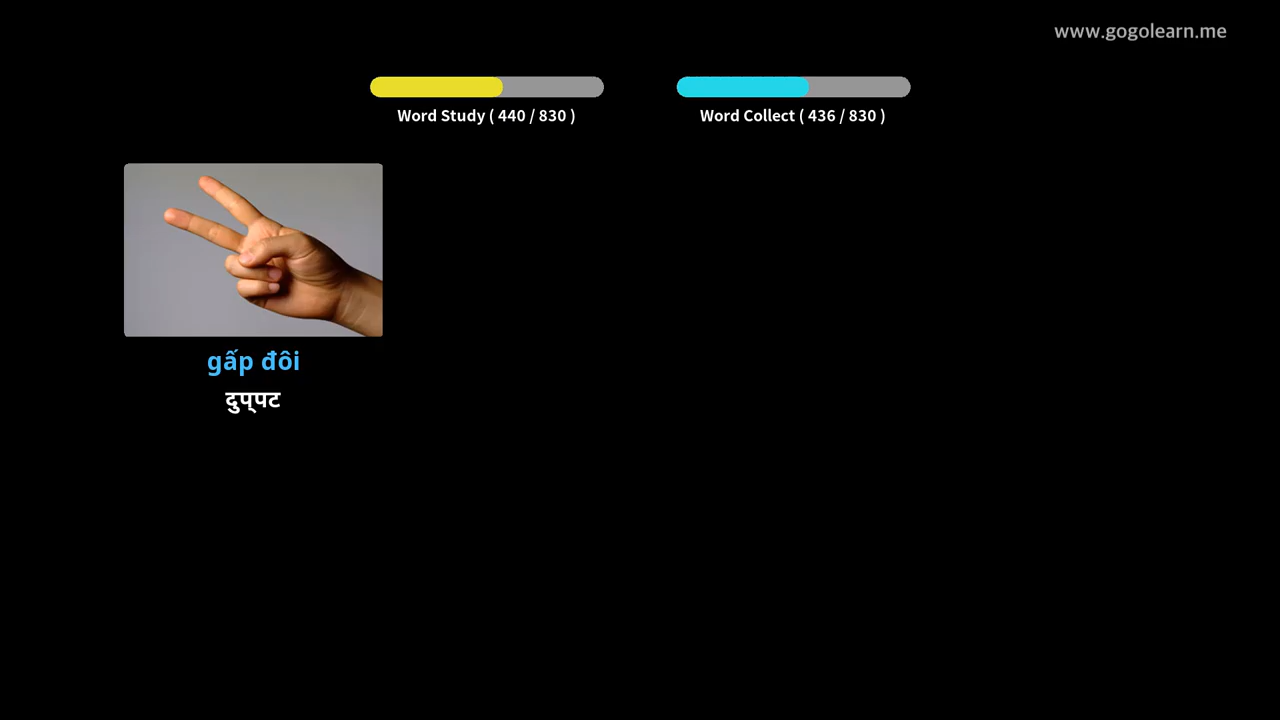 www.gogolearn.me
Word Study ( 440 / 830 )
Word Collect ( 436 / 830 )
gấp đôi
दुप्पट